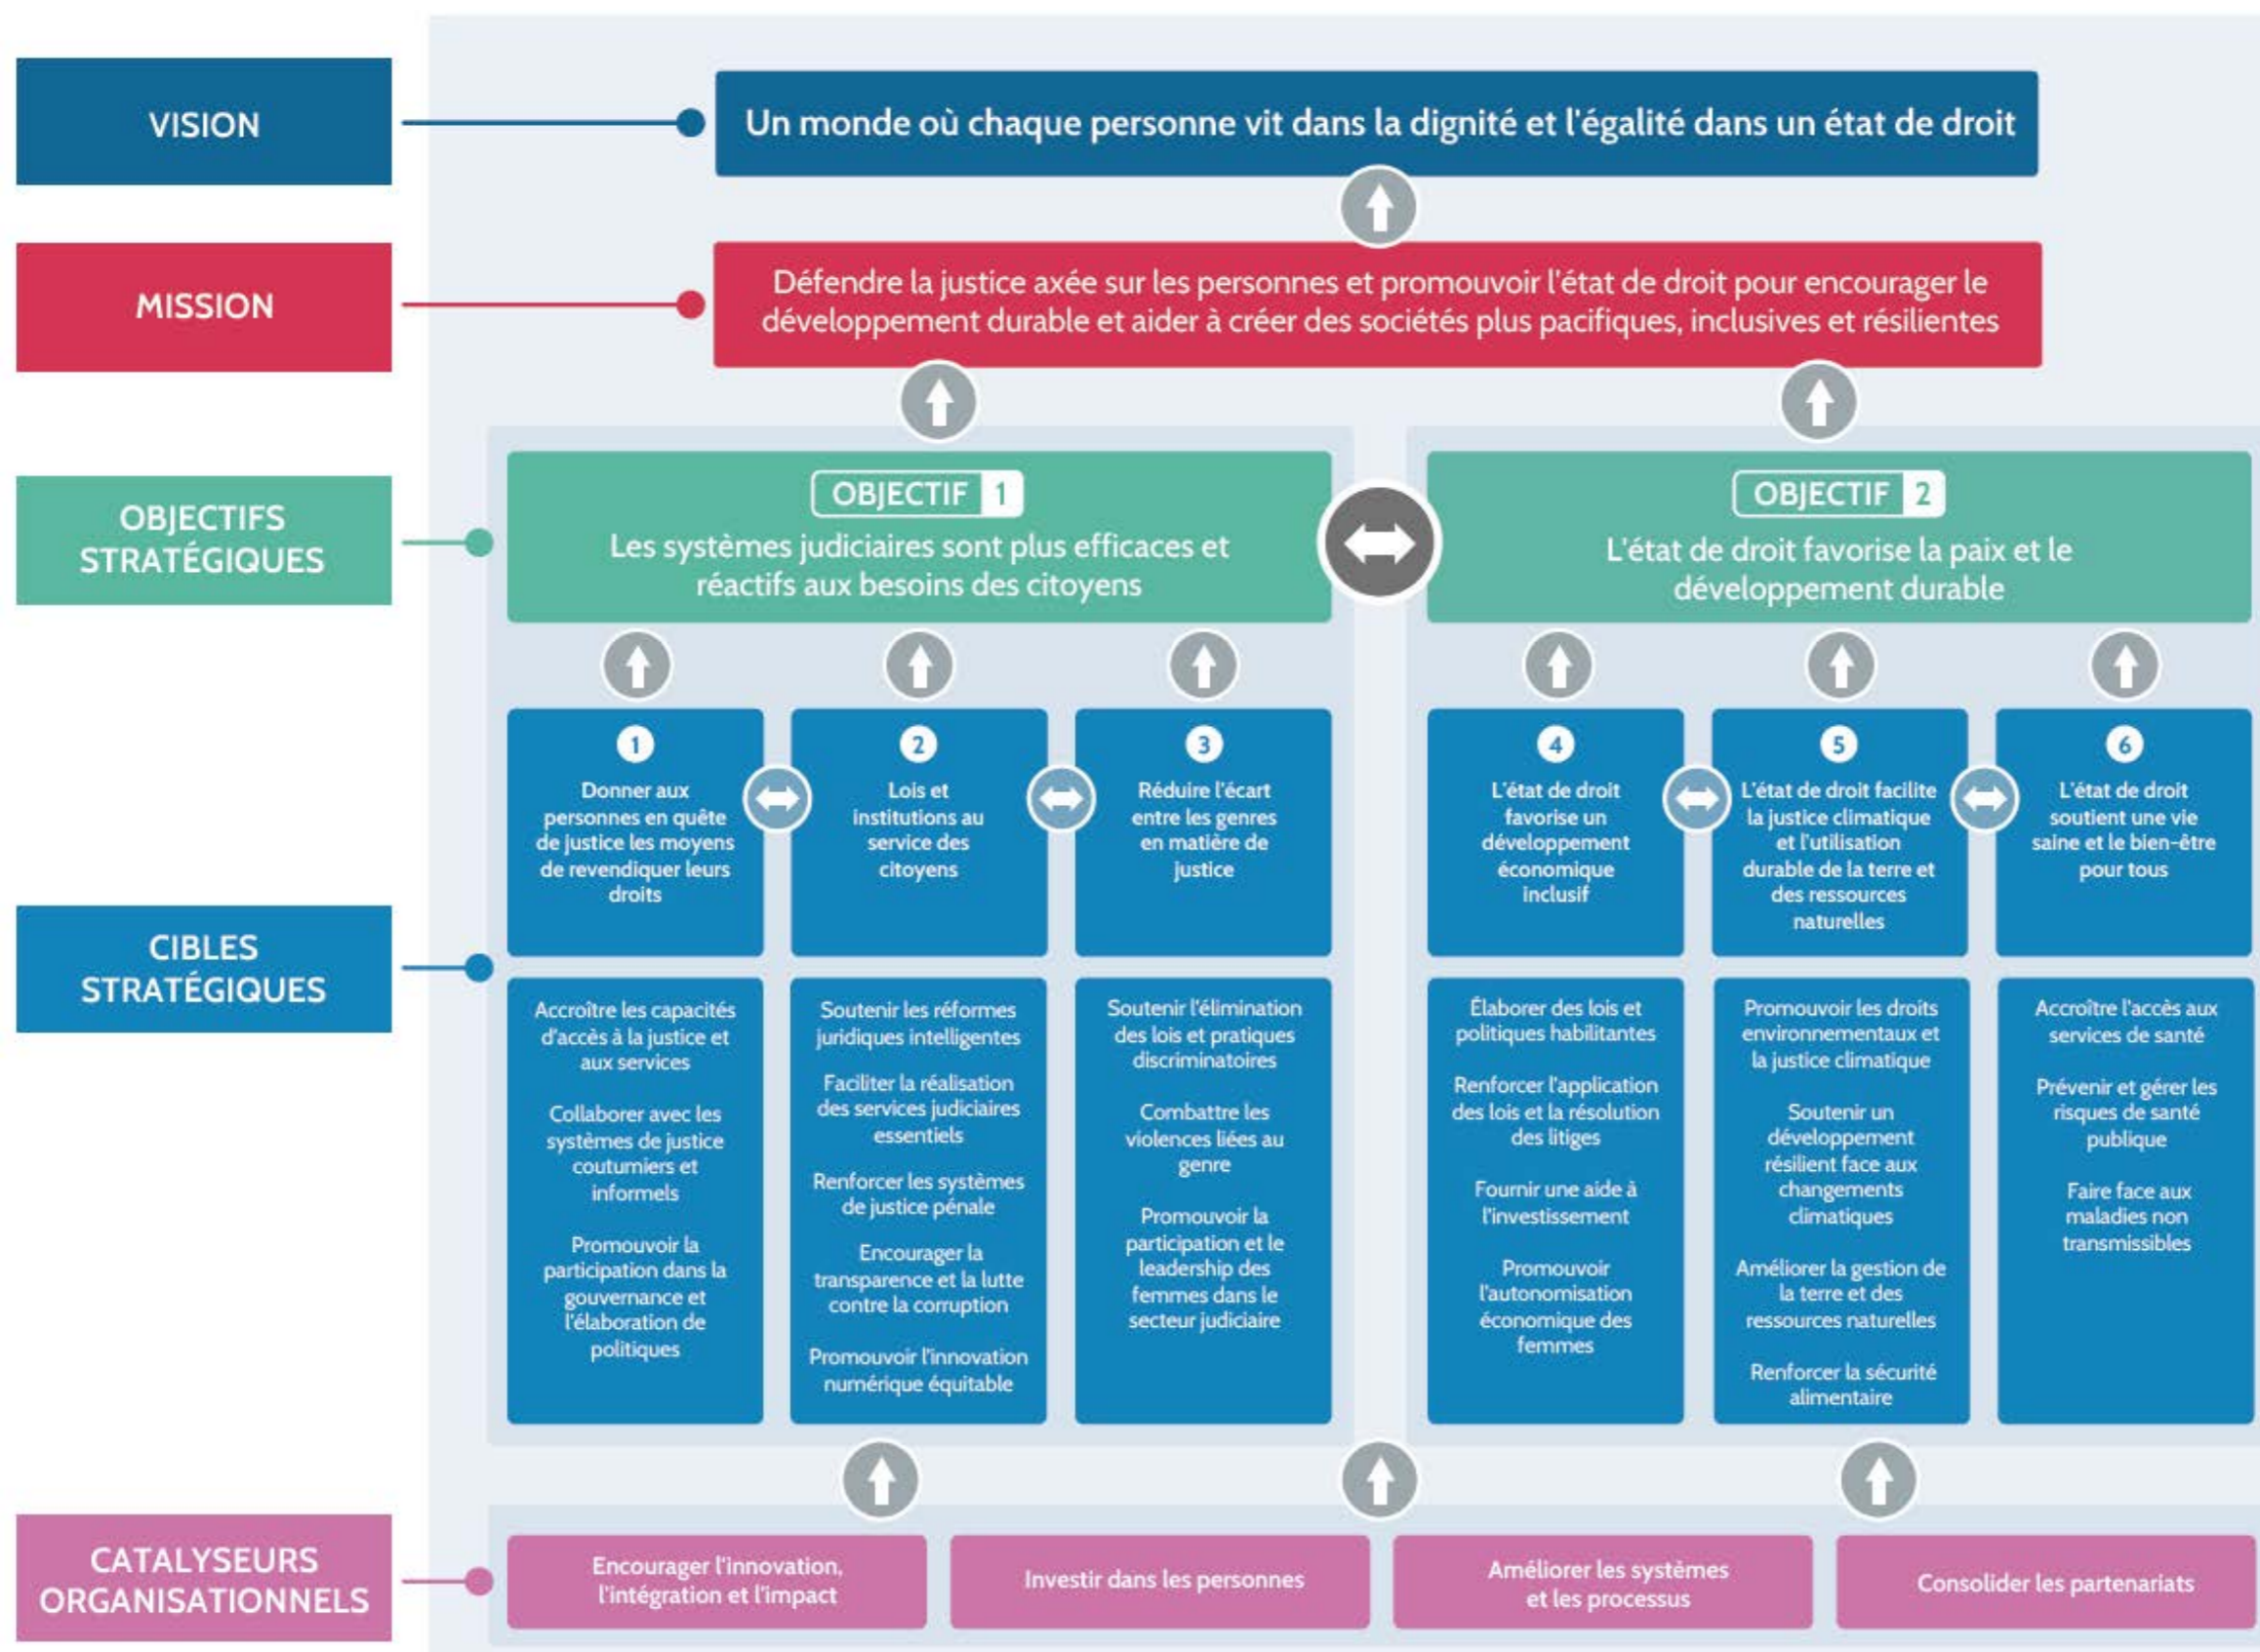 VISION
Un monde où chaque personne vit dans la dignité et l'égalité dans un état de droit
MISSION
Défendre la justice axée sur les personnes et promouvoir l'état de droit pour encourager le
développement durable et aider à créer des sociétés plus pacifiques, inclusives et résilientes
OBJECTIFS
STRATÉGIQUES
OBJECTIF 1
Les systèmes judiciaires sont plus efficaces et
réactifs aux besoins des citoyens
OBJECTIF 2
L'état de droit favorise la paix et le
développement durable
CIBLES
STRATÉGIQUES
1
Donner aux
personnes en quête
de justice les moyens
de revendiquer leurs
droits
2
Lois et
institutions au
service des
citoyens
3
Réduire l'écart
entre les genres
en matière de
justice
4
L'état de droit
favorise un
développement
économique
inclusif
5
L'état de droit facilite
la justice climatique
et l'utilisation
durable de la terre et
des ressources
naturelles
6
L'état de droit
soutient une vie
saine et le bien-être
pour tous
Accroître les capacités
d'accès à la justice et
aux services
Collaborer avec les
systèmes de justice
coutumiers et
informels
Promouvoir la
participation dans la
gouvernance et
l'élaboration de
politiques
Soutenir les réformes
juridiques intelligentes
Faciliter la réalisation
des services judiciaires
essentiels
Renforcer les systèmes
de justice pénale
Encourager la
transparence et la lutte
contre la corruption
Promouvoir l'innovation
numérique équitable
Soutenir l'élimination
des lois et pratiques
discriminatoires
Combattre les
violences liées au
genre
Promouvoir la
participation et le
leadership des
femmes dans le
secteur judiciaire
Élaborer des lois et
politiques habilitantes
Renforcer l'application
des lois et la résolution
des litiges
Fournir une aide à
l'investissement
Promouvoir
l'autonomisation
économique des
femmes
Promouvoir les droits
environnementaux et
la justice climatique
Soutenir un
développement
résilient face aux
changements
climatiques
Améliorer la gestion de
la terre et des
ressources naturelles
Renforcer la sécurité
alimentaire
Accroître l'accès aux
services de santé
Prévenir et gérer les
risques de santé
publique
Faire face aux
maladies non
transmissibles
CATALYSEURS
ORGANISATIONNELS
Encourager l'innovation,
l'intégration et l'impact
Investir dans les personnes
Améliorer les systèmes
et les processus
Consolider les partenariats